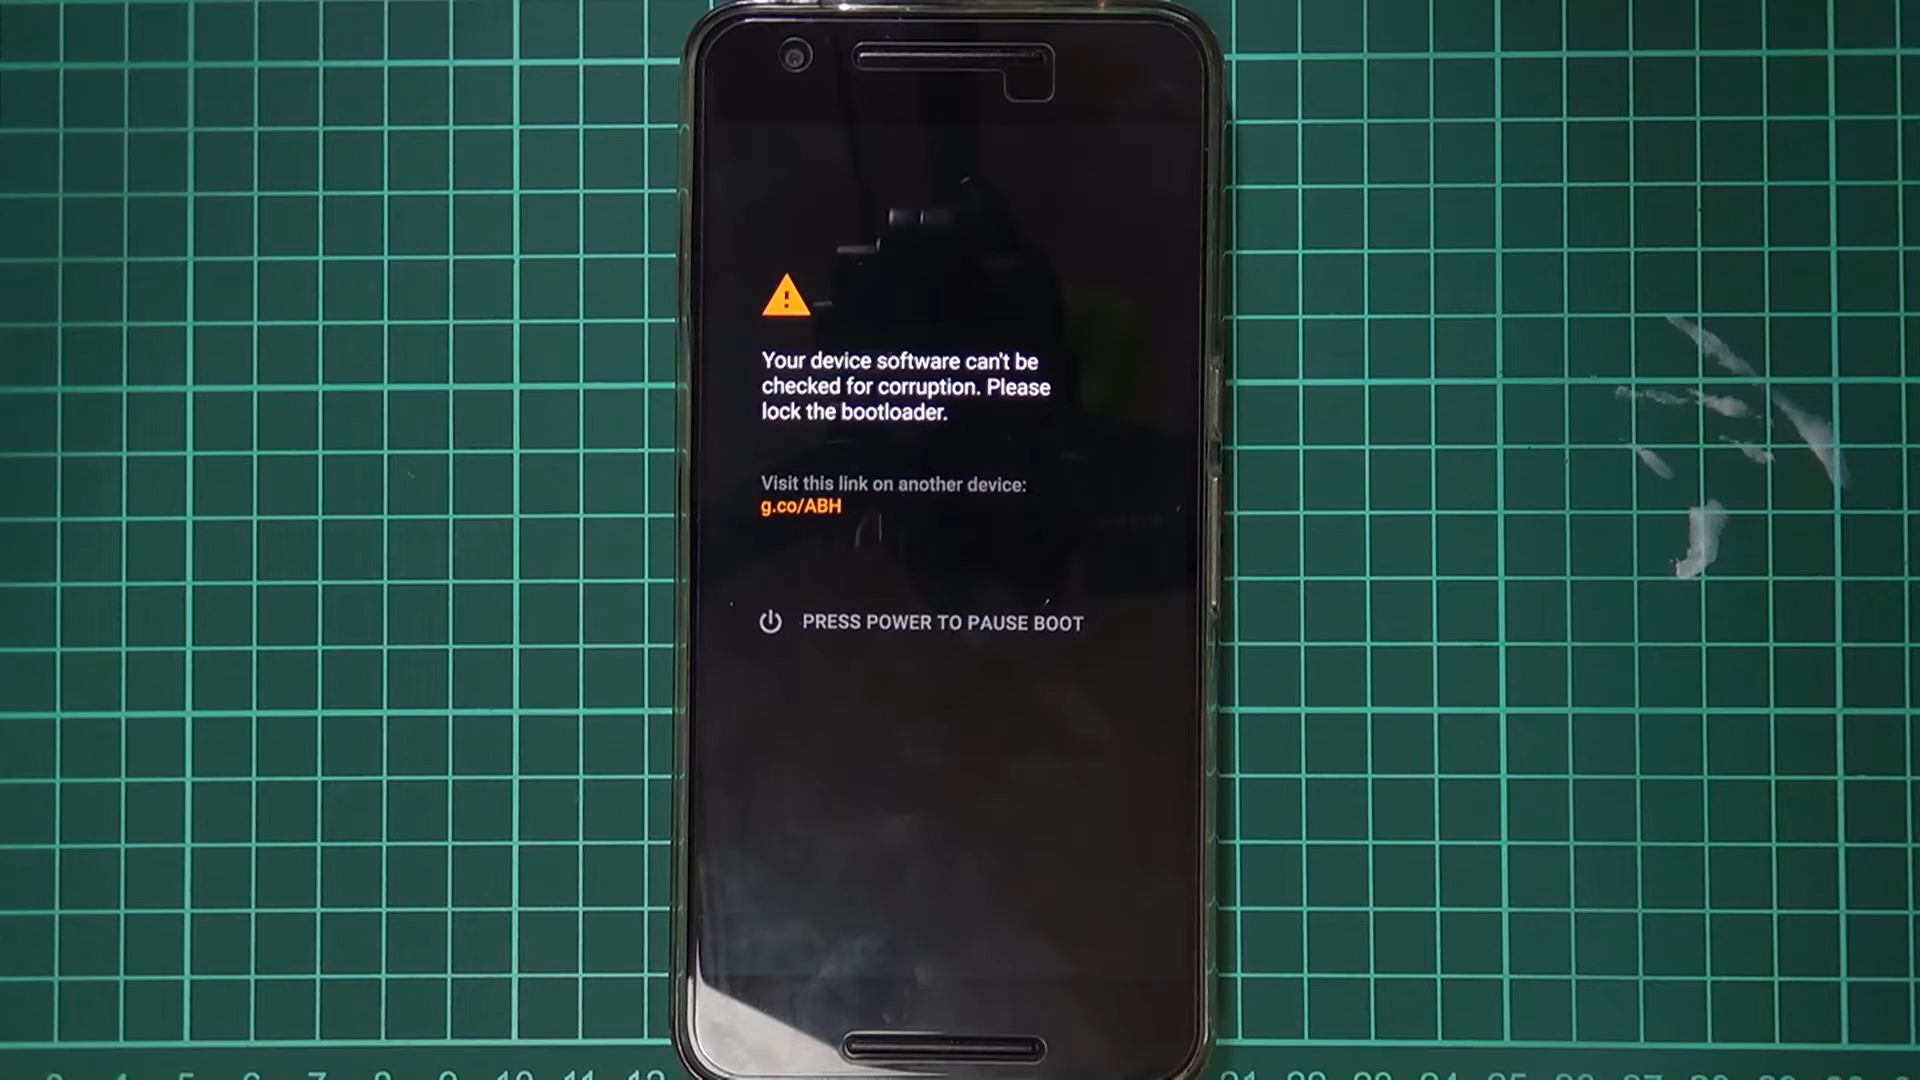 Your device software can't be
checked for corruption. Please
lock the bootloader.
Visit this link on another device:
g.co/ABH
PRESS POWER TO PAUSE BOOT